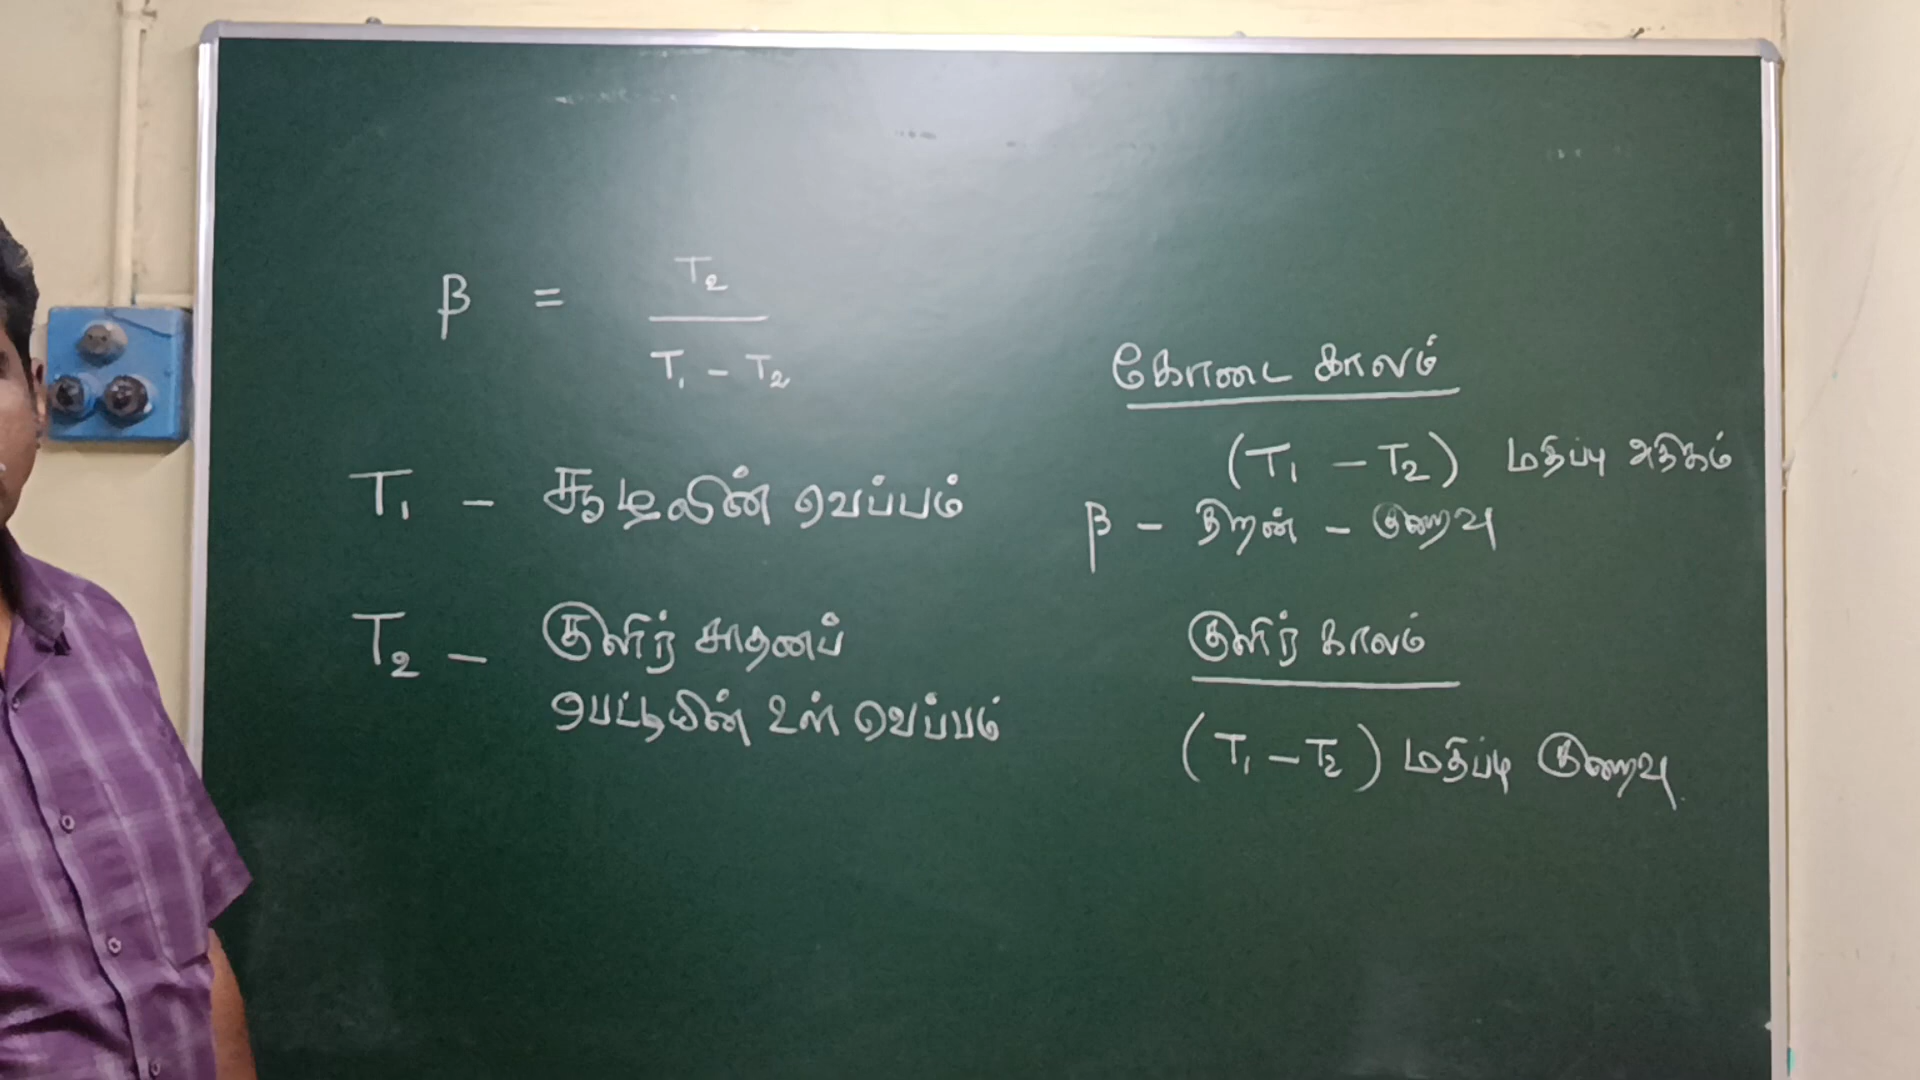 β = T₂
T₁ – T₂
T₁ – சூழலின் வெப்பம்
T₂ – குளிர் சாதனப்
பெட்டியின் உள் வெப்பம்
கோடை காலம்
(T₁ – T₂) மதிப்பு அதிகம்
β – திறன் – குறைவு
குளிர் காலம்
(T₁ – T₂) மதிப்பு குறைவு.